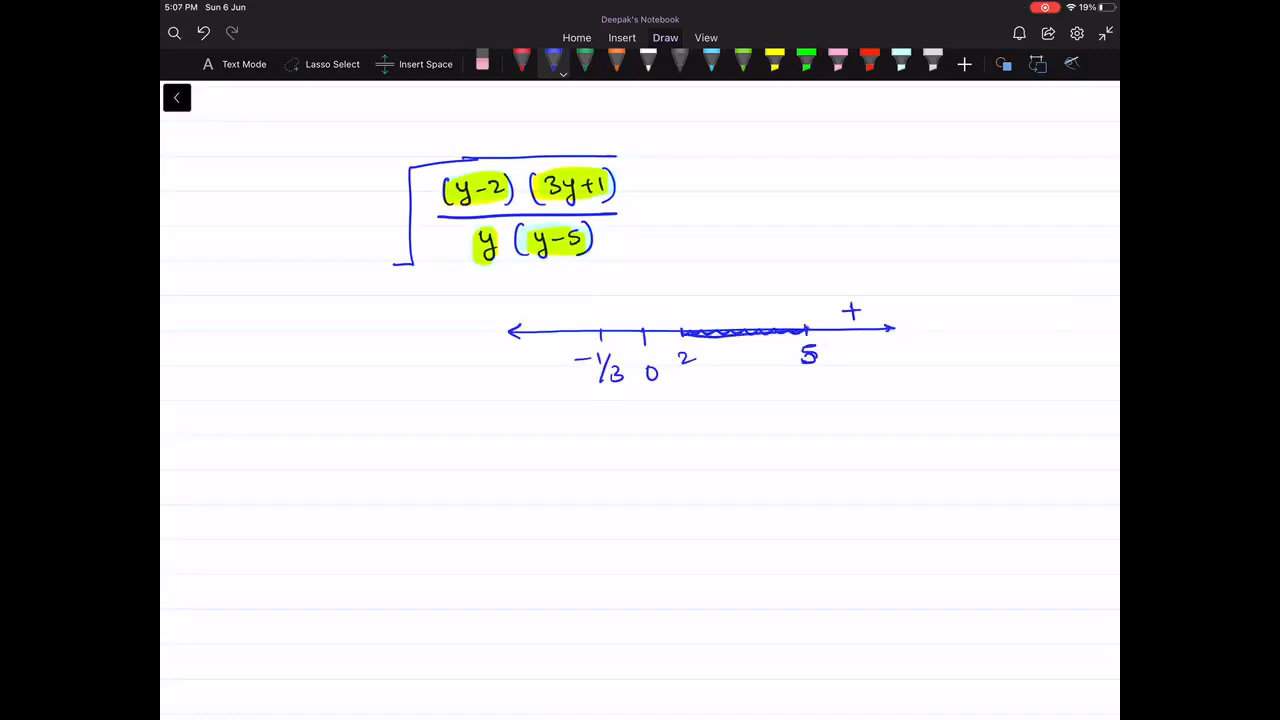 5:07 PM Sun 6 Jun 19%
Deepak's Notebook
Home Insert Draw View
A Text Mode Lasso Select Insert Space
√
(y-2) (3y+1)
y (y-5)
+
-1/3 0 2 5